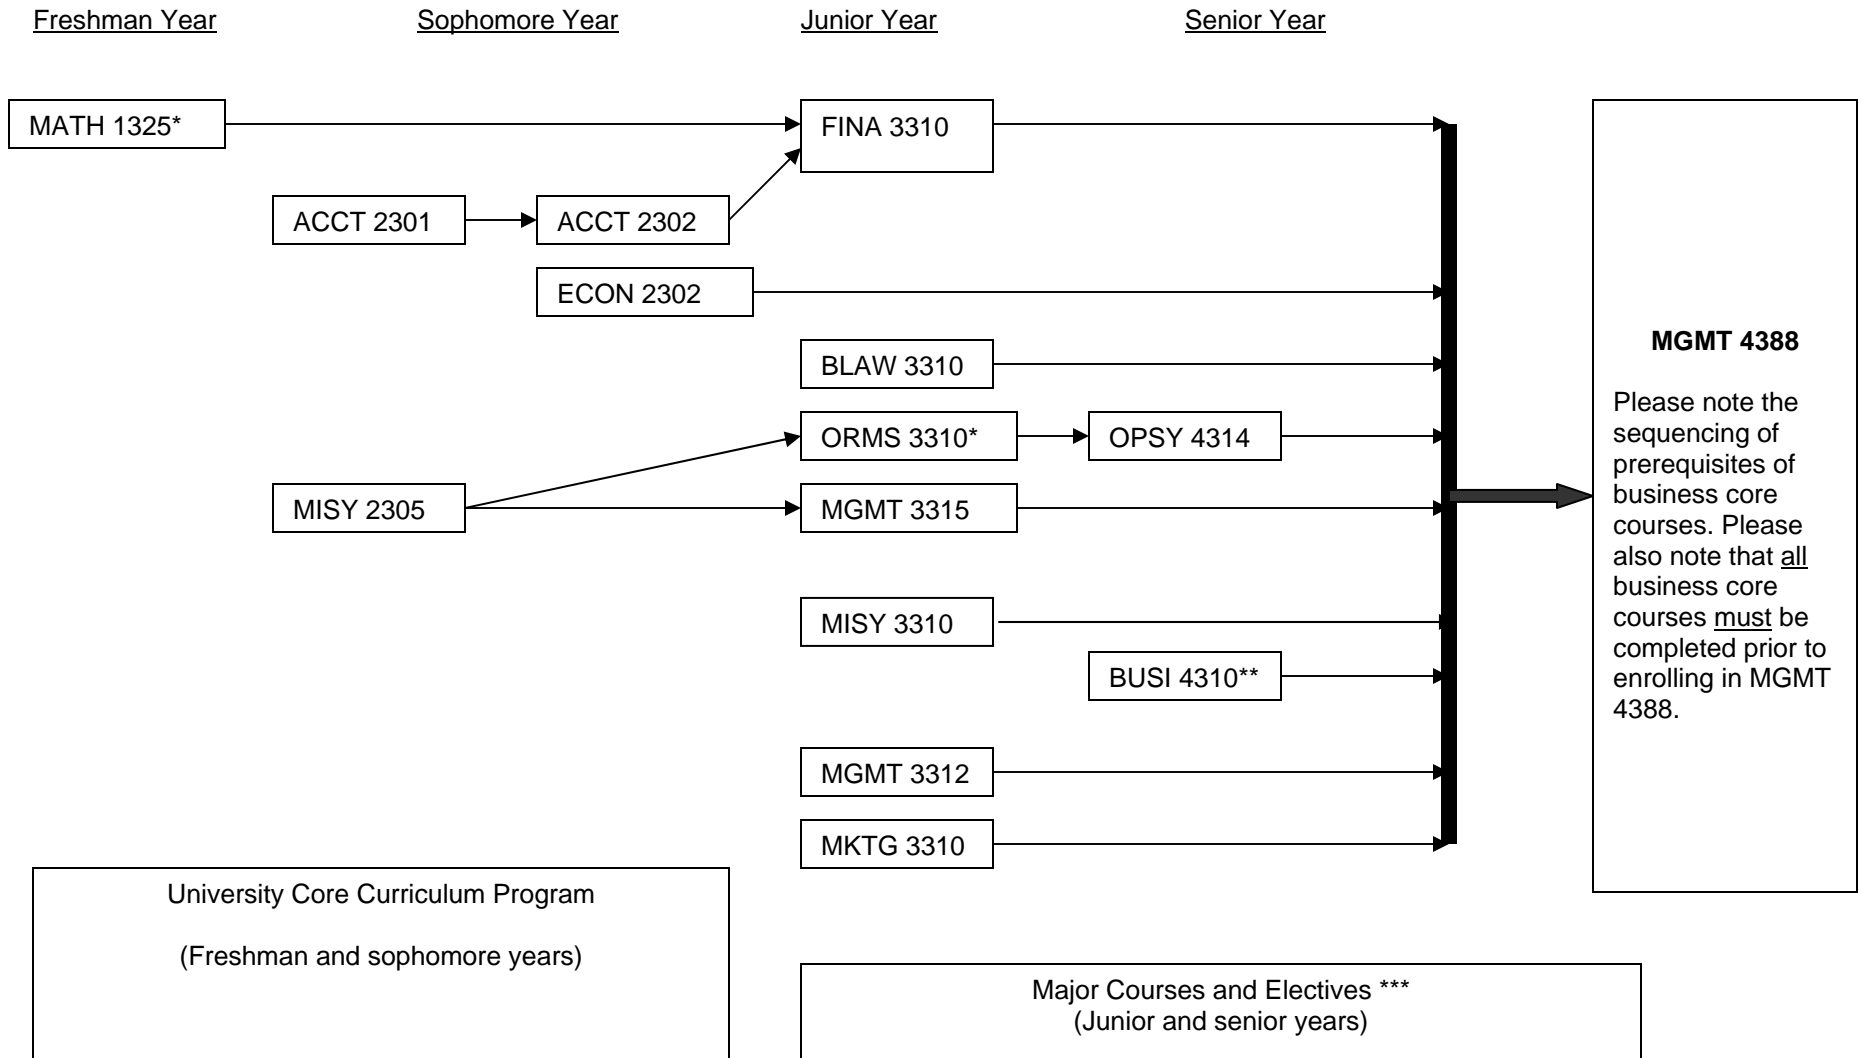 Freshman Year
Sophomore Year
Junior Year
Senior Year
MATH 1325*
FINA 3310
ACCT 2301
ACCT 2302
ECON 2302
BLAW 3310
ORMS 3310*
OPSY 4314
MISY 2305
MGMT 3315
MISY 3310
BUSI 4310**
MGMT 3312
MKTG 3310
MGMT 4388
Please note the
sequencing of
prerequisites of
business core
courses. Please
also note that all
business core
courses must be
completed prior to
enrolling in MGMT
4388.
University Core Curriculum Program
(Freshman and sophomore years)
Major Courses and Electives ***
(Junior and senior years)